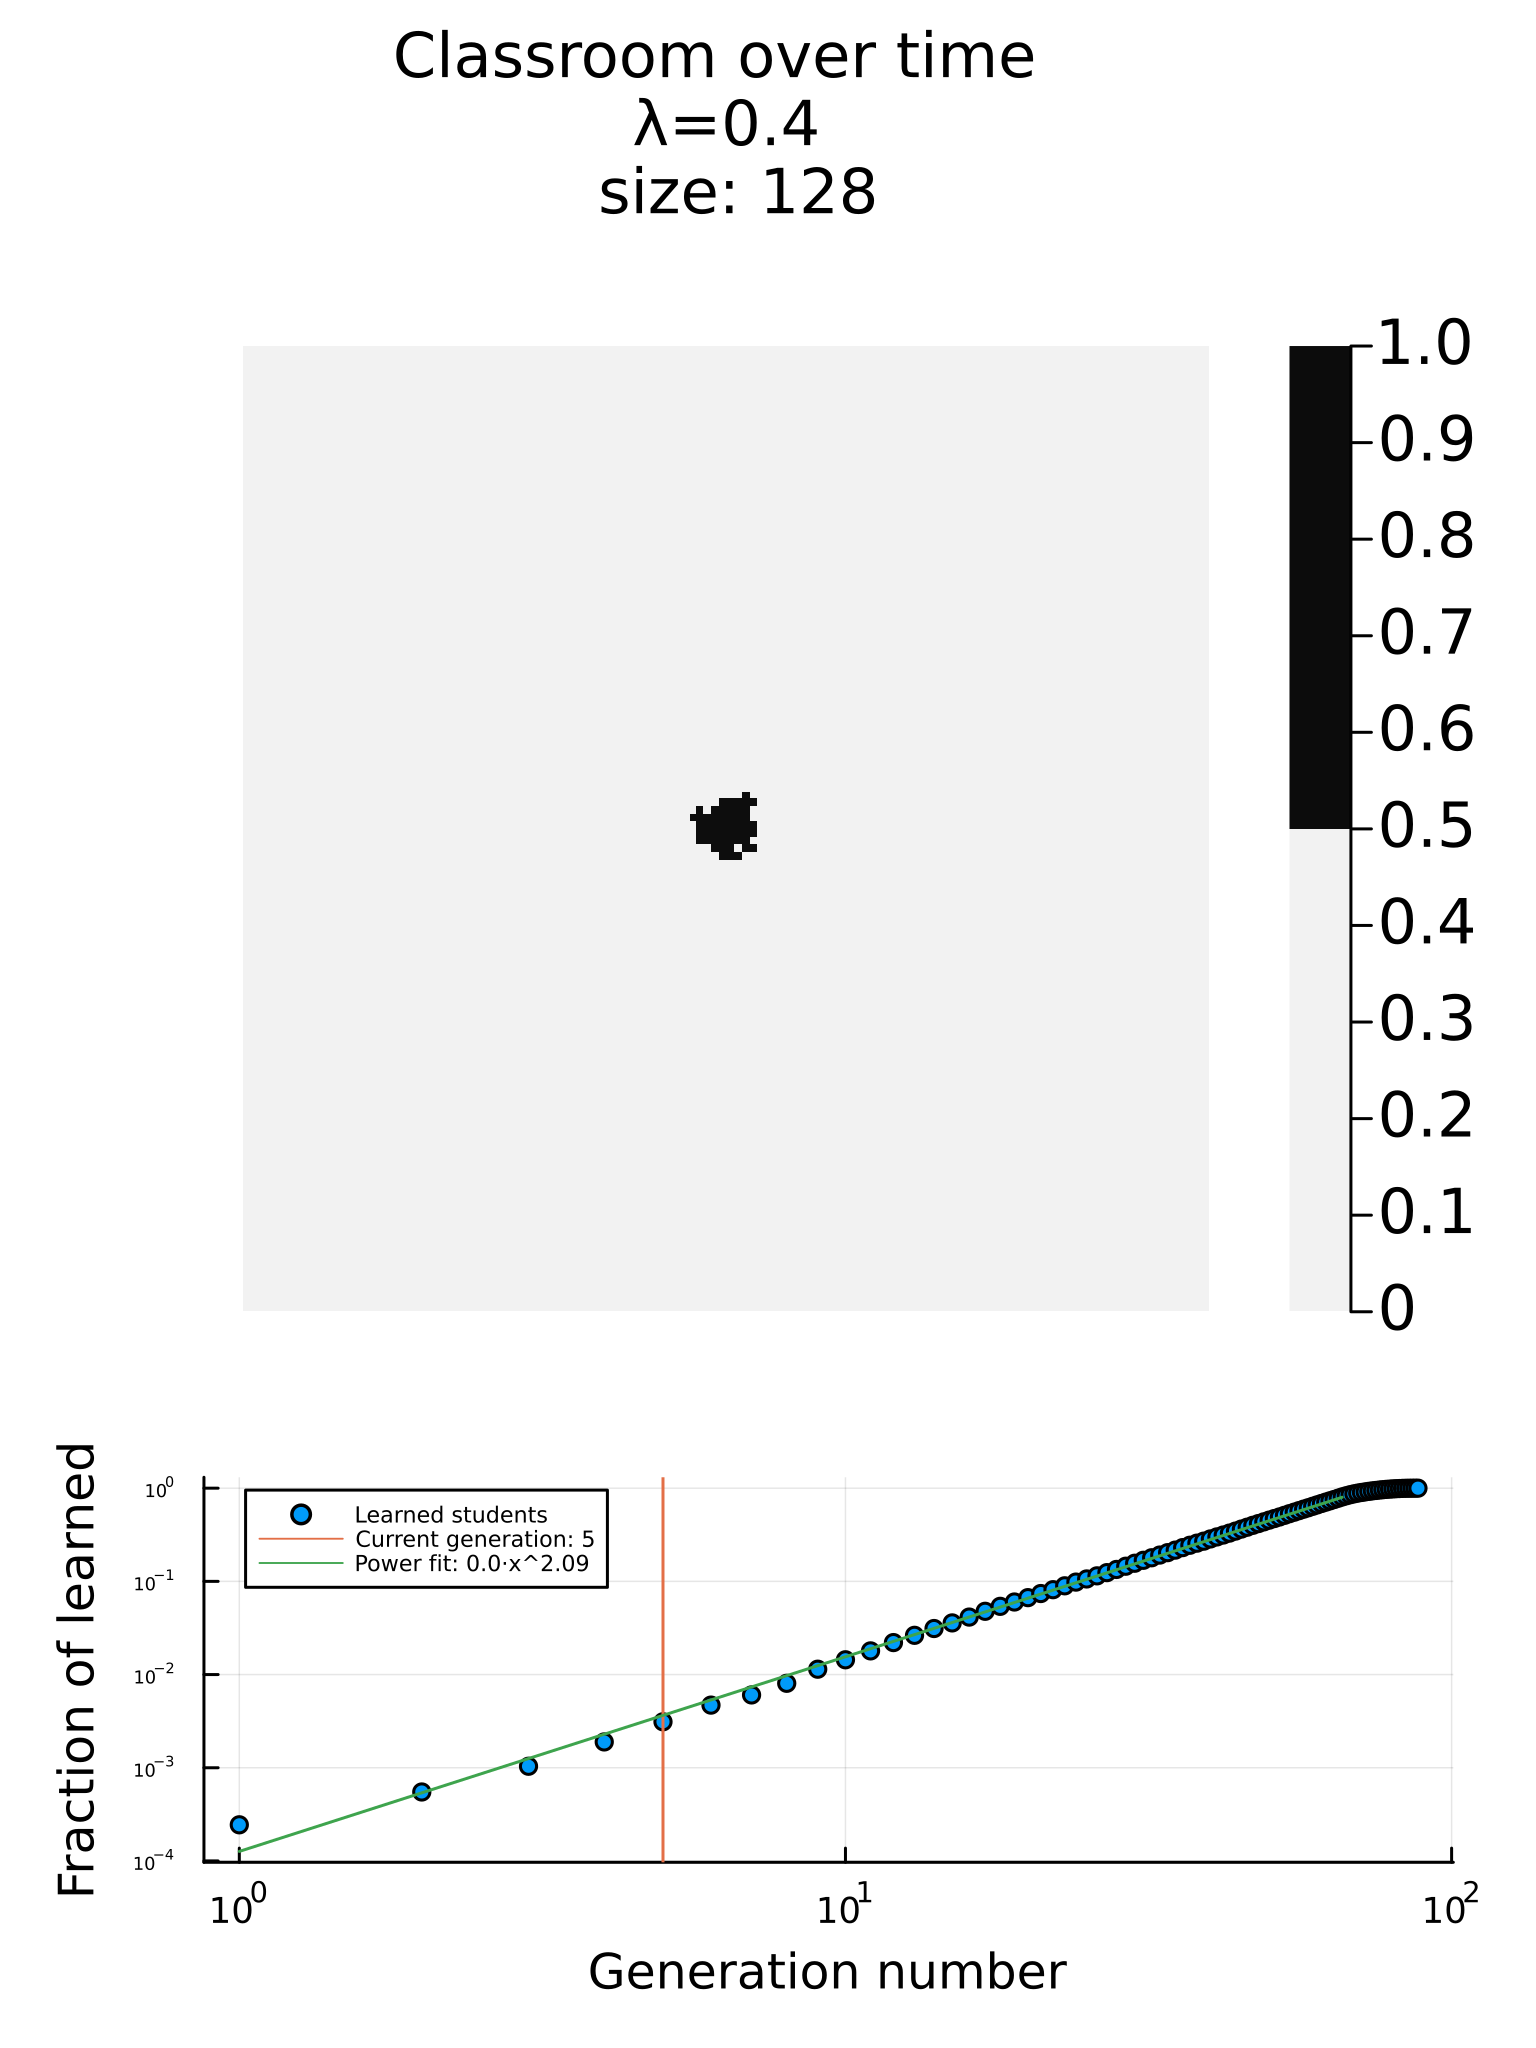 Classroom over time
λ=0.4
size: 128
1.0
0.9
0.8
0.7
0.6
0.5
0.4
0.3
0.2
0.1
0
Fraction of learned
10^0
10^-1
10^-2
10^-3
10^-4
Learned students
Current generation: 5
Power fit: 0.0·x^2.09
10^0
10^1
10^2
Generation number